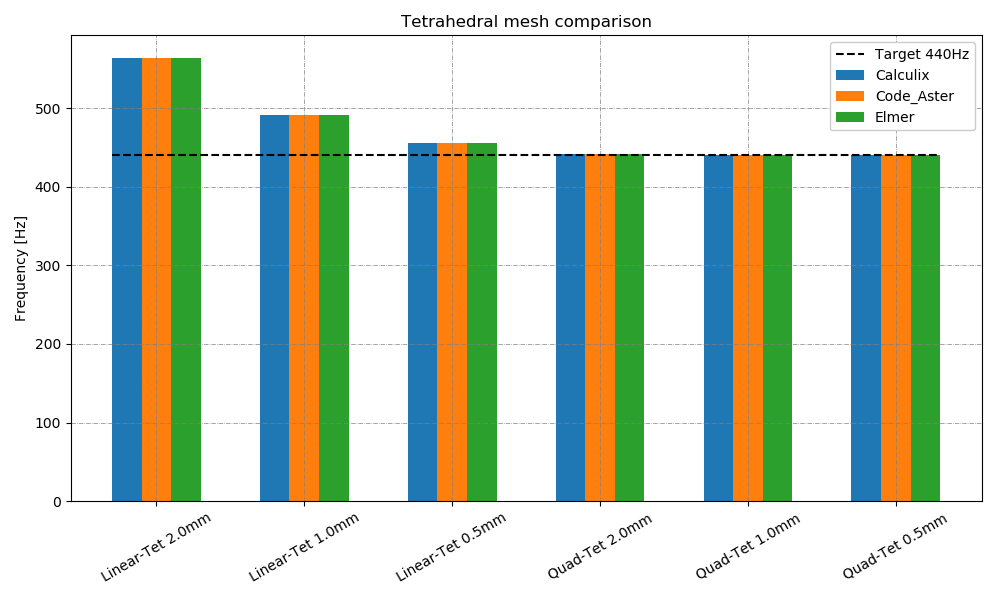 Tetrahedral mesh comparison
Target 440Hz
Calculix
Code_Aster
Elmer
Frequency [Hz]
500
400
300
200
100
0
Linear-Tet 2.0mm
Linear-Tet 1.0mm
Linear-Tet 0.5mm
Quad-Tet 2.0mm
Quad-Tet 1.0mm
Quad-Tet 0.5mm